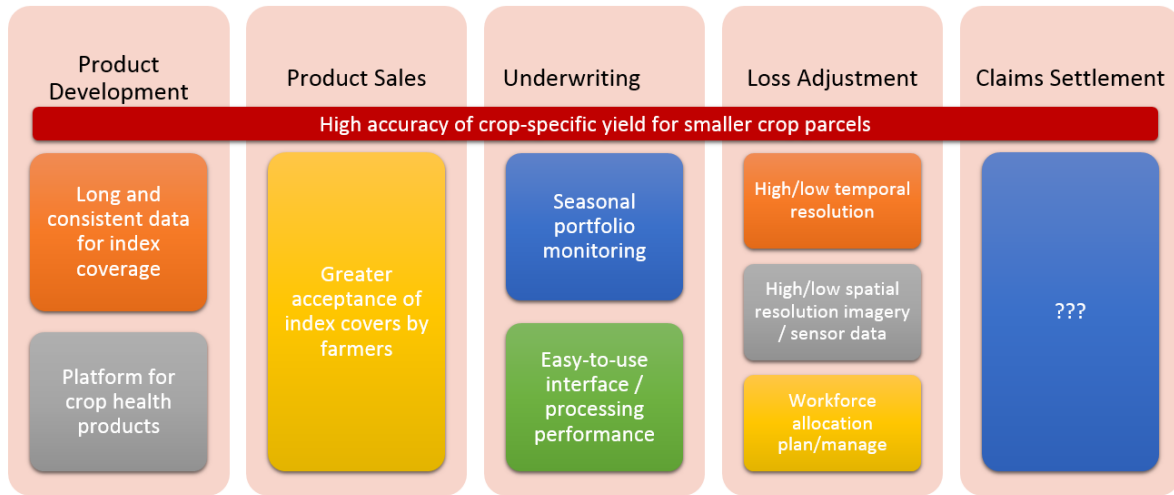 Product
Development
Product Sales
Underwriting
Loss Adjustment
Claims Settlement
High accuracy of crop-specific yield for smaller crop parcels
Long and
consistent data
for index
coverage
Platform for
crop health
products
Greater
acceptance of
index covers by
farmers
Seasonal
portfolio
monitoring
Easy-to-use
interface /
processing
performance
High/low temporal
resolution
High/low spatial
resolution imagery
/ sensor data
Workforce
allocation
plan/manage
???